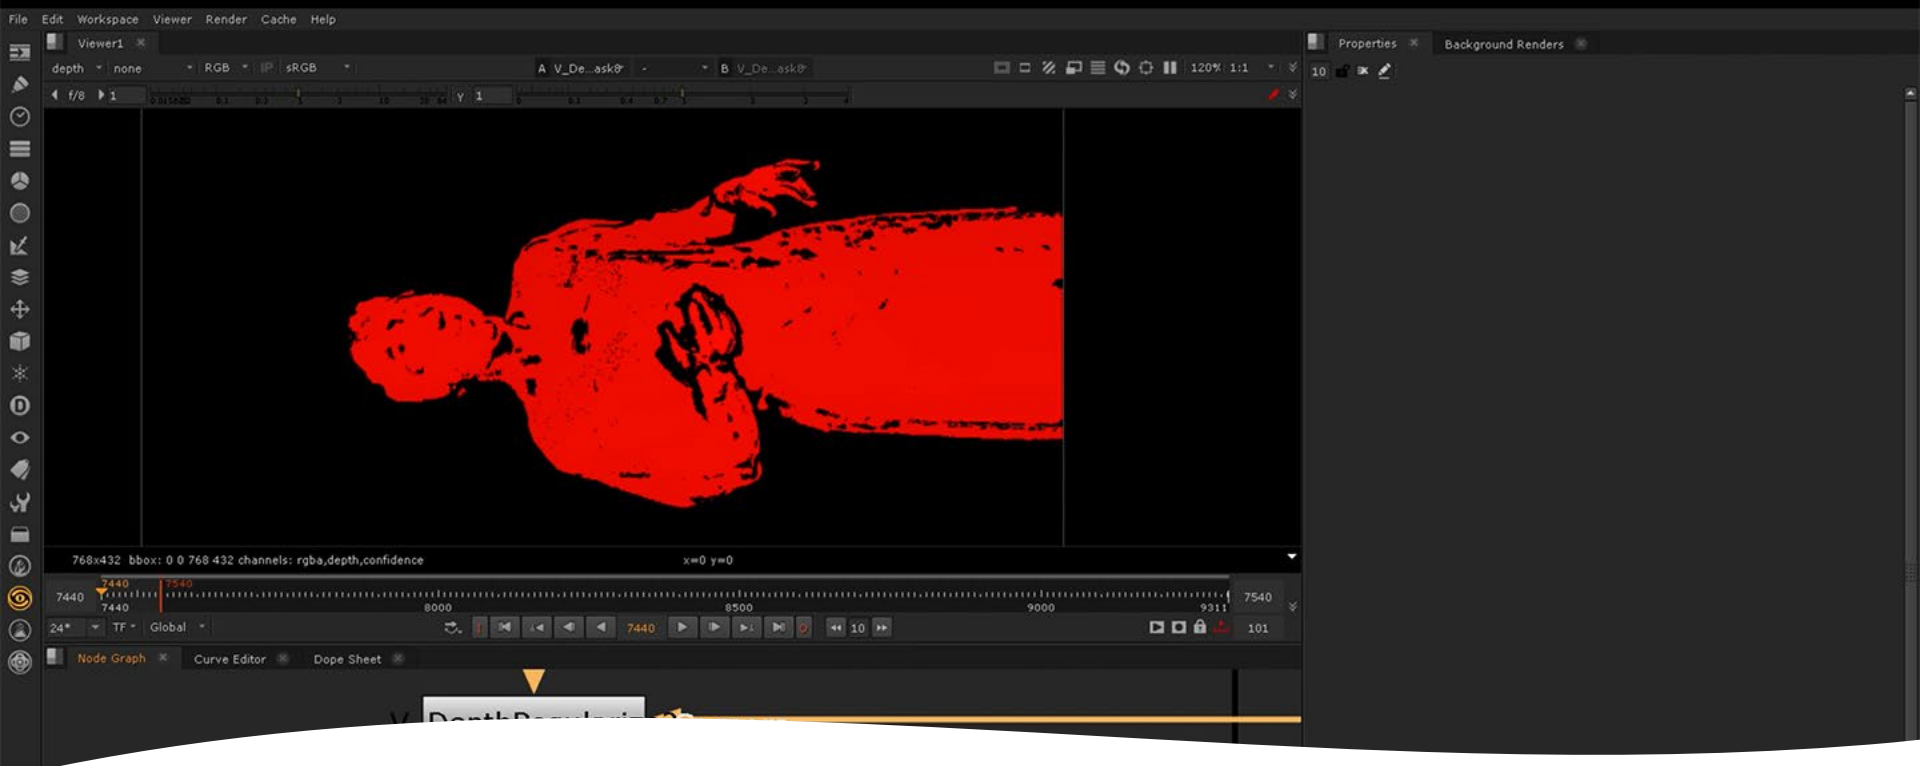 File Edit Workspace Viewer Render Cache Help
Viewer1
Properties Background Renders
depth none RGB IP sRGB A V_De...ask8 - B V_De...ask8 120% 1:1
10
f/8 1 Y 1
768x432 bbox: 0 0 768 432 channels: rgba,depth,confidence x=0 y=0
7440 7540
7440 7540
7440 8000 8500 9000 9311
24* TF Global 7440 10 101
Node Graph Curve Editor Dope Sheet